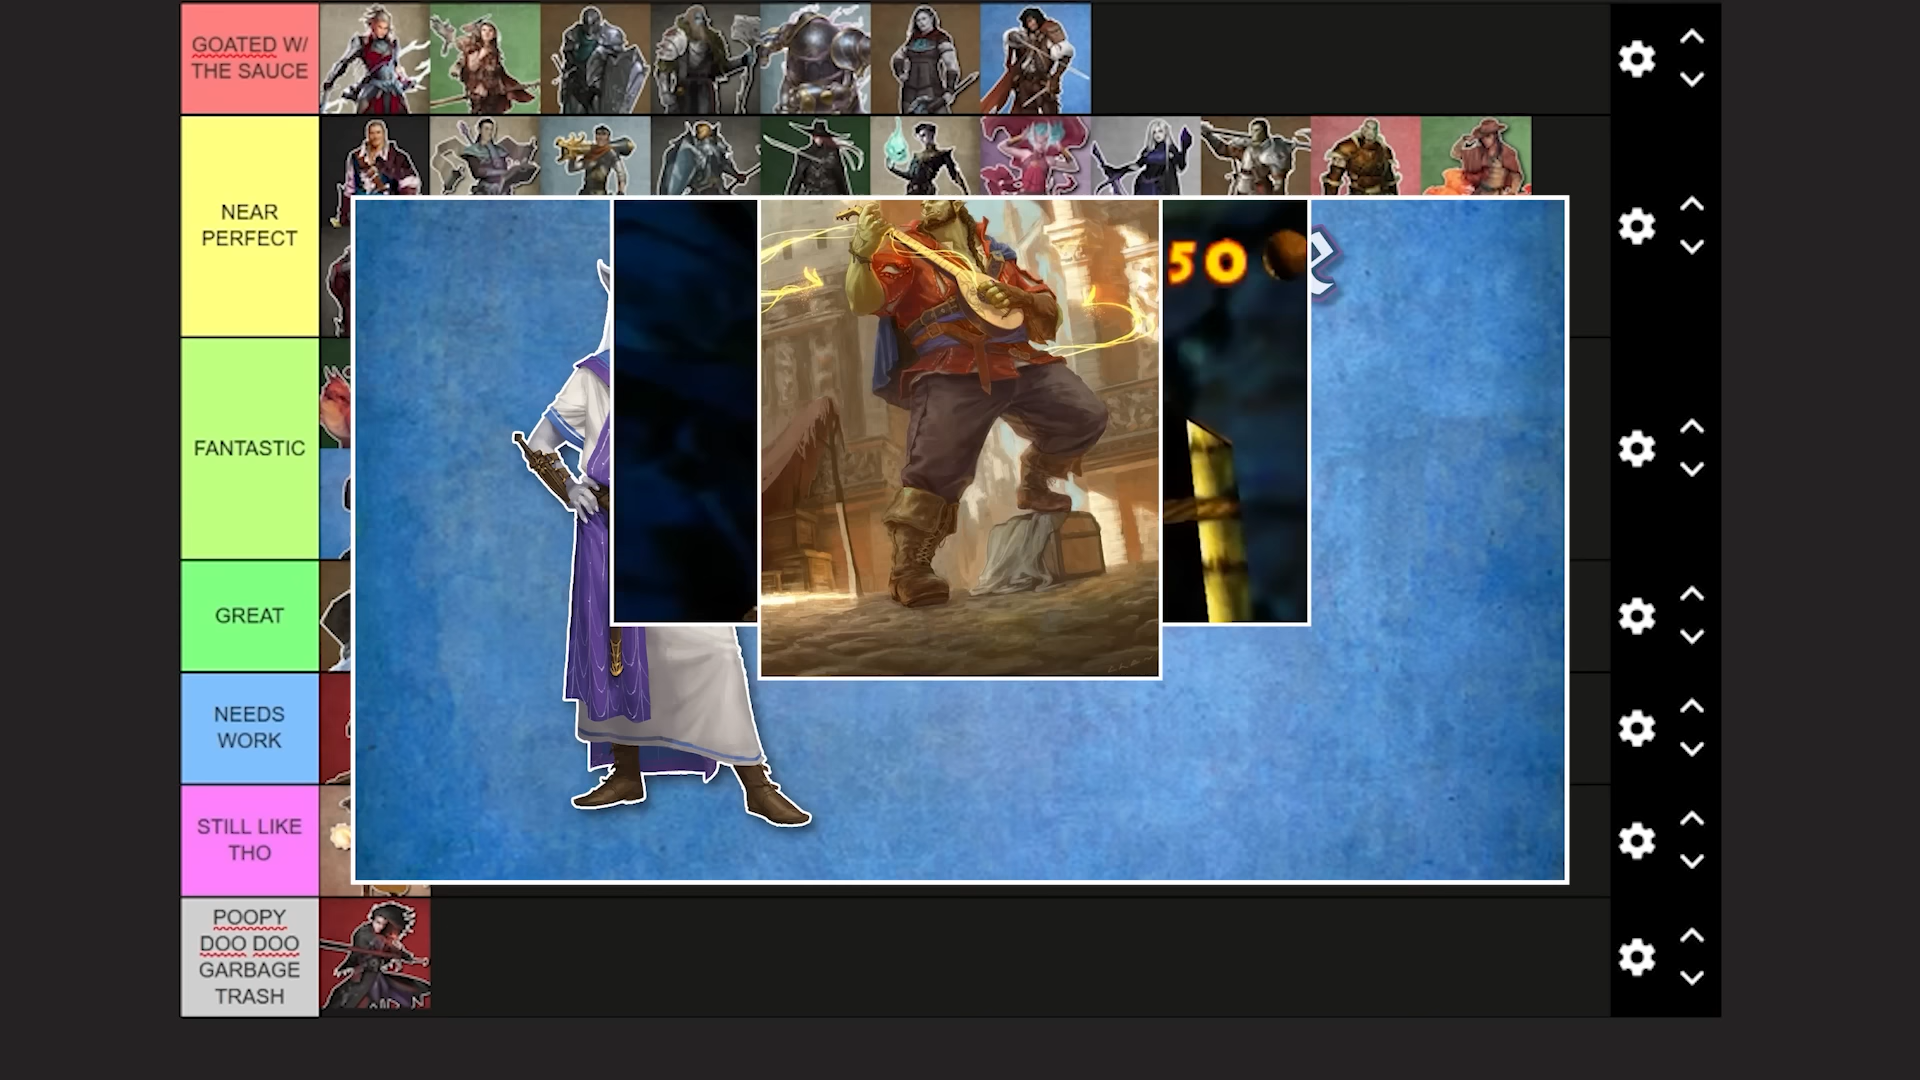 GOATED W/
THE SAUCE
NEAR
PERFECT
50
FANTASTIC
GREAT
NEEDS
WORK
STILL LIKE
THO
POOPY
DOO DOO
GARBAGE
TRASH